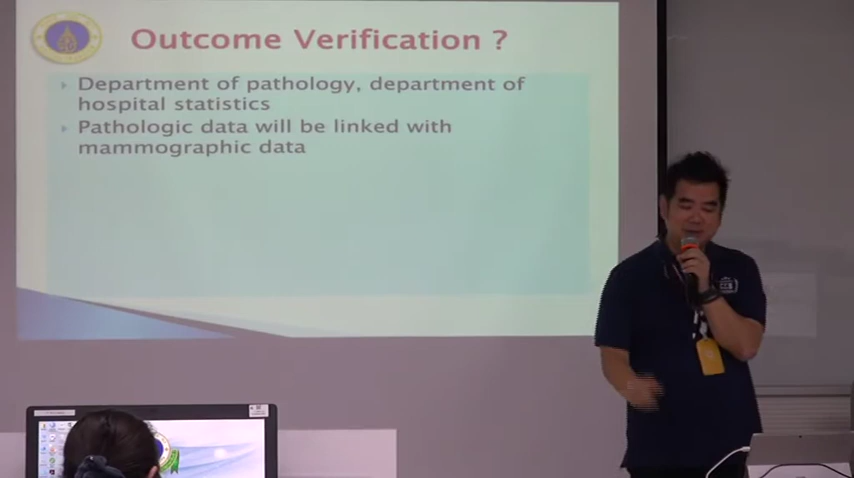 Outcome Verification ?
Department of pathology, department of
hospital statistics
Pathologic data will be linked with
mammographic data